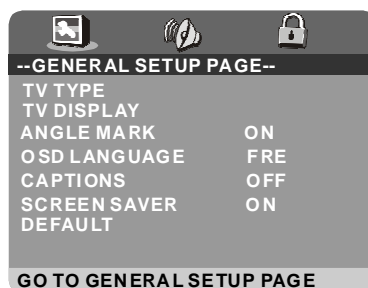 --GENERAL SETUP PAGE--
TV TYPE
TV DISPLAY
ANGLE MARK ON
OSD LANGUAGE FRE
CAPTIONS OFF
SCREEN SAVER ON
DEFAULT
GO TO GENERAL SETUP PAGE